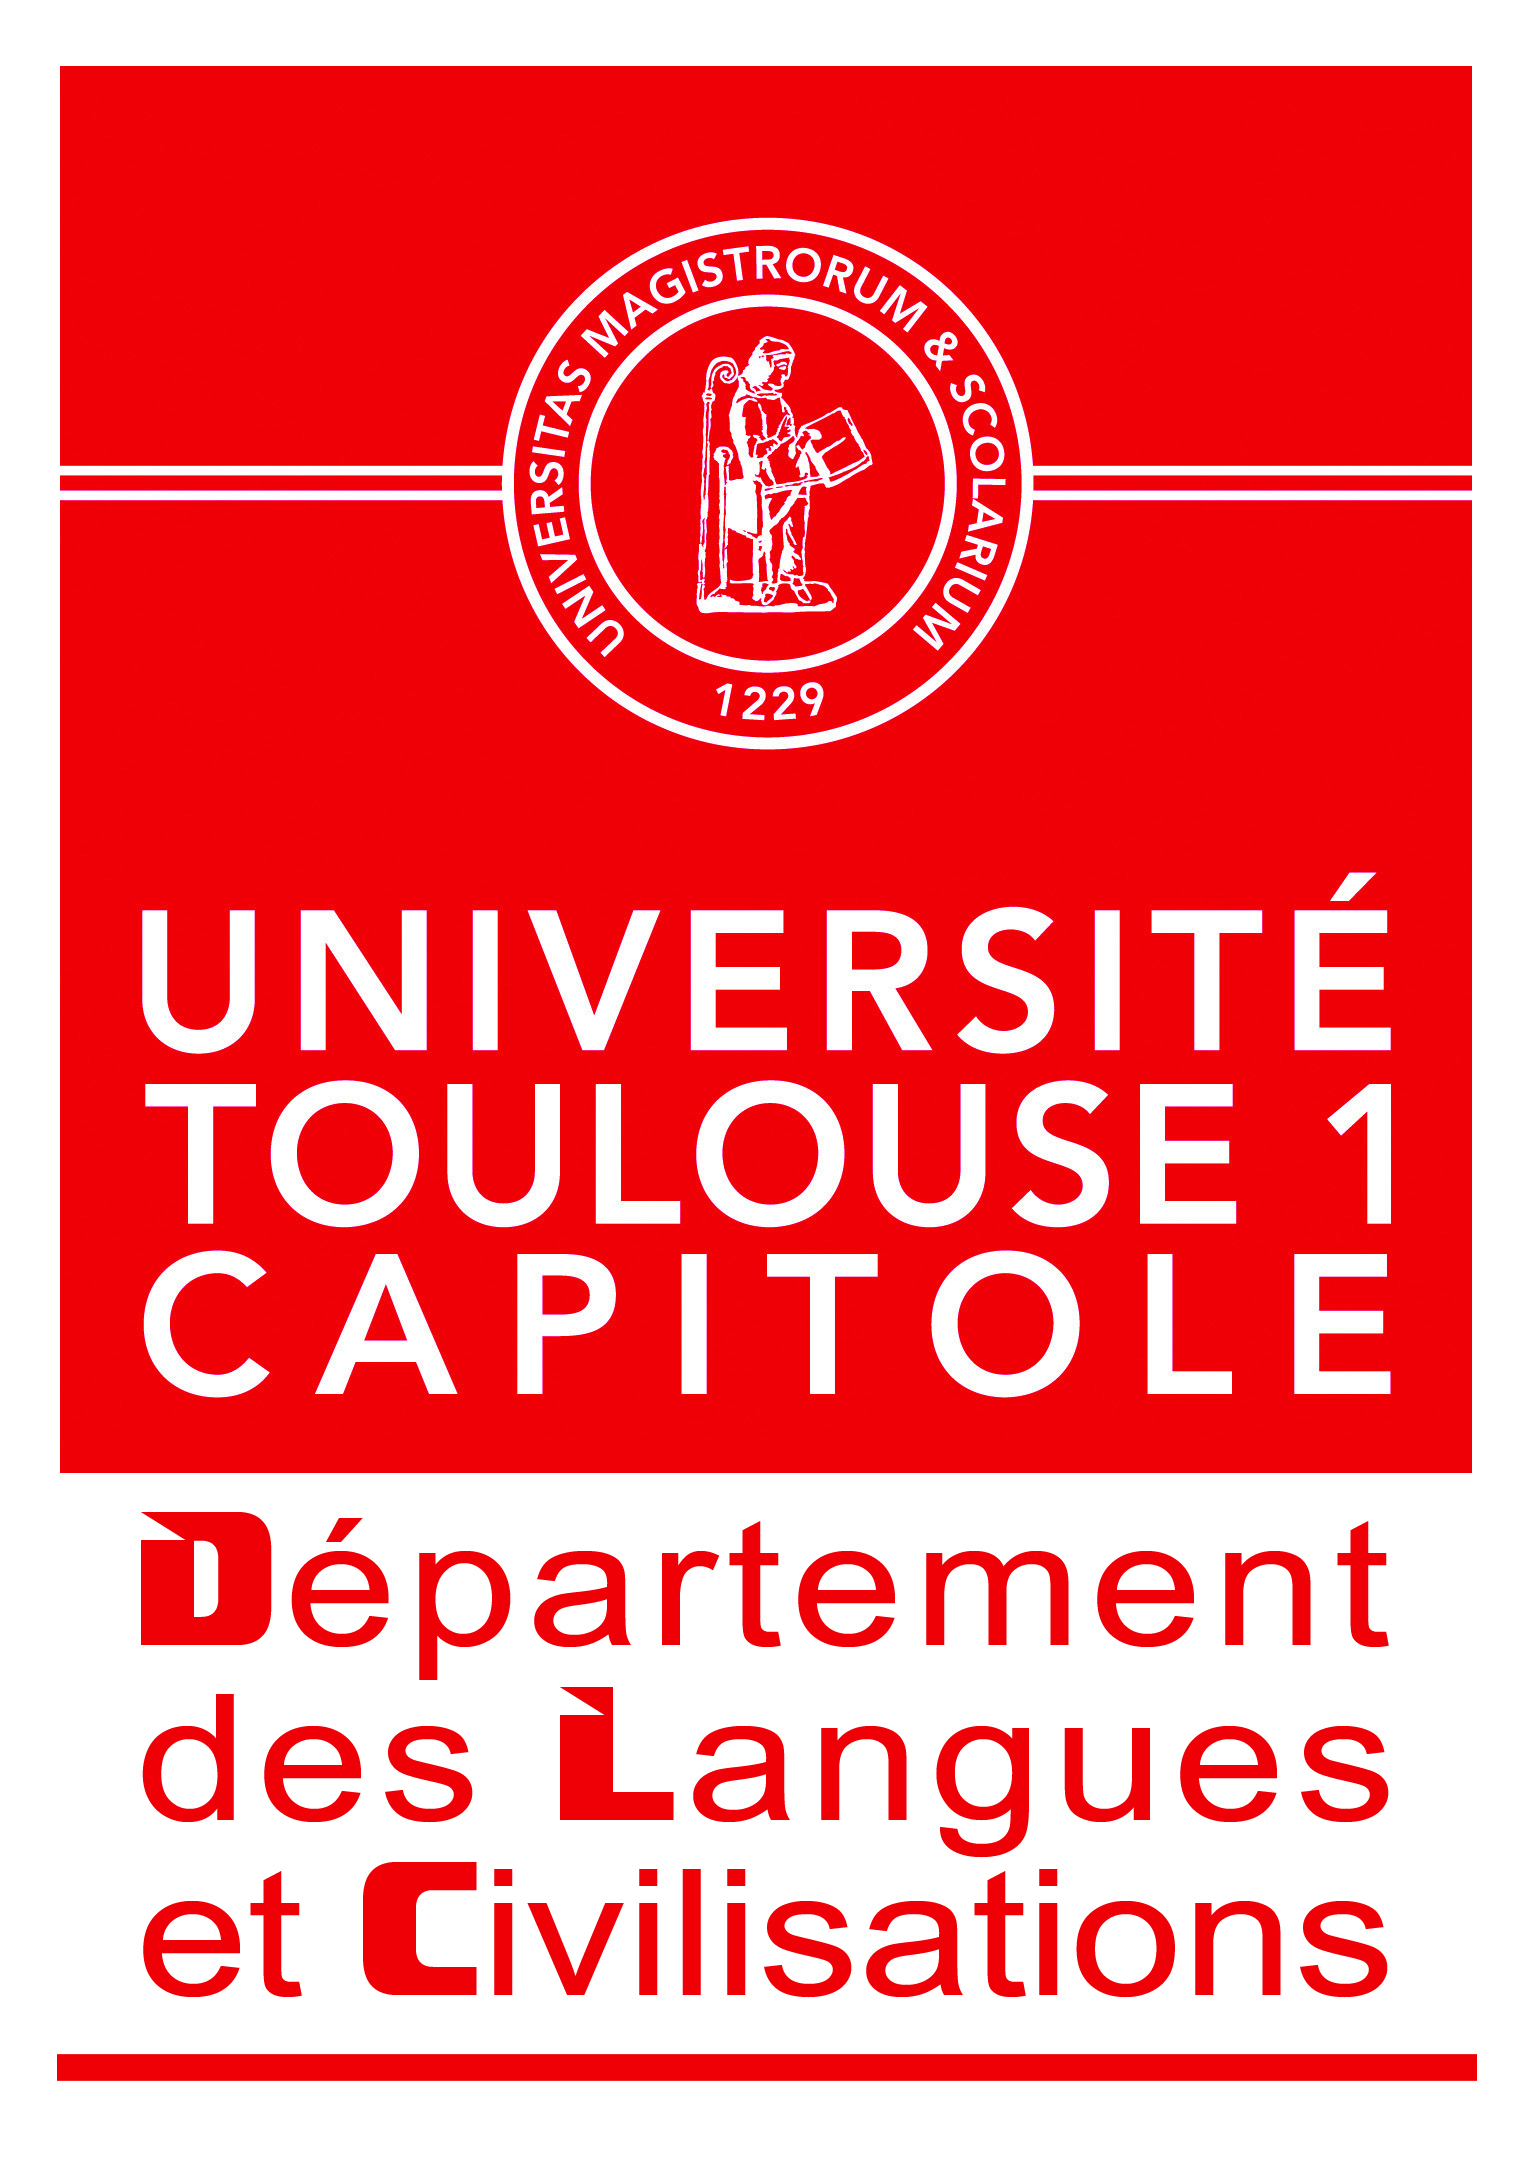 UNIVERSITAS MAGISTRORUM & SCOLARIUM
1229
UNIVERSITÉ
TOULOUSE 1
CAPITOLE
Département
des Langues
et Civilisations